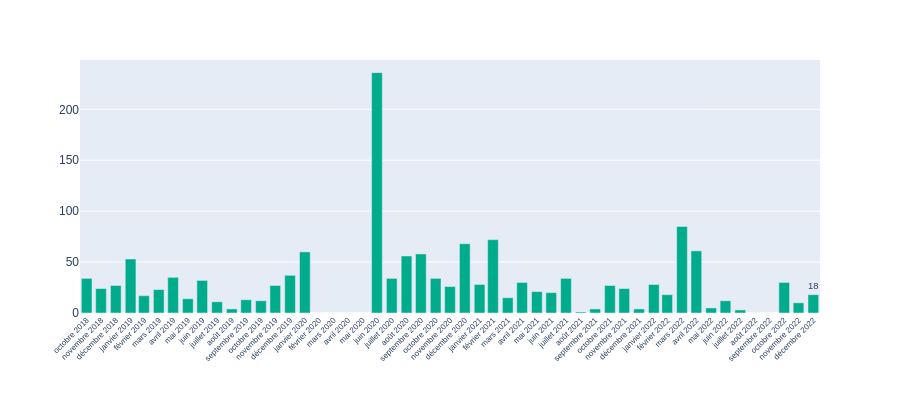 200
150
100
50
0
18
octobre 2018
novembre 2018
décembre 2018
janvier 2019
février 2019
mars 2019
avril 2019
mai 2019
juin 2019
juillet 2019
août 2019
septembre 2019
octobre 2019
novembre 2019
décembre 2019
janvier 2020
février 2020
mars 2020
avril 2020
mai 2020
juin 2020
juillet 2020
août 2020
septembre 2020
octobre 2020
novembre 2020
décembre 2020
janvier 2021
février 2021
mars 2021
avril 2021
mai 2021
juin 2021
juillet 2021
août 2021
septembre 2021
octobre 2021
novembre 2021
décembre 2021
janvier 2022
février 2022
mars 2022
avril 2022
mai 2022
juin 2022
juillet 2022
août 2022
septembre 2022
octobre 2022
novembre 2022
décembre 2022